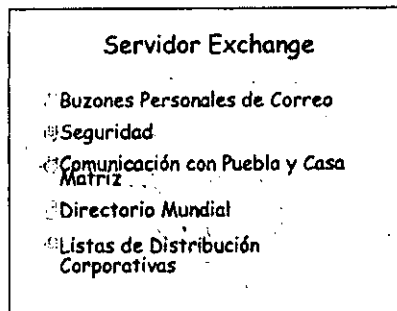 Servidor Exchange
Buzones Personales de Correo
Seguridad
Comunicación con Puebla y Casa
Matriz
Directorio Mundial
Listas de Distribución
Corporativas